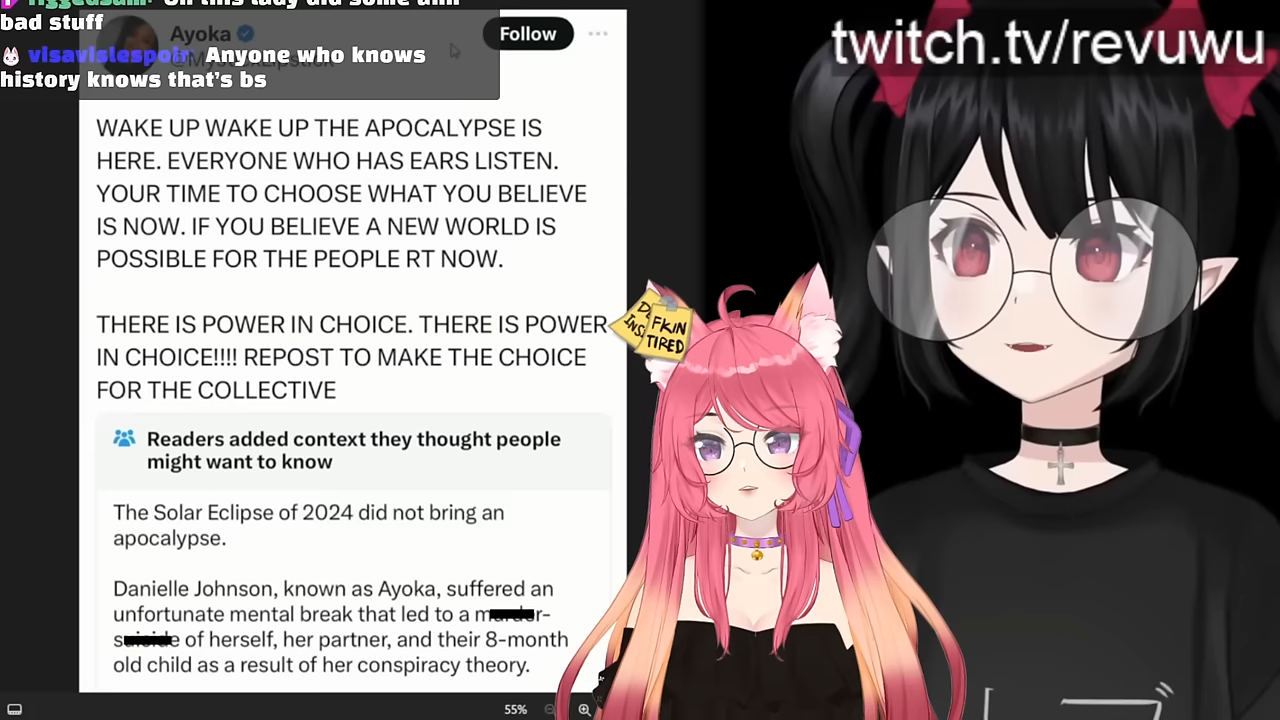 bad stuff
visavislespoir: Anyone who knows
history knows that's bs
Ayoka
Follow
twitch.tv/revuwu
WAKE UP WAKE UP THE APOCALYPSE IS
HERE. EVERYONE WHO HAS EARS LISTEN.
YOUR TIME TO CHOOSE WHAT YOU BELIEVE
IS NOW. IF YOU BELIEVE A NEW WORLD IS
POSSIBLE FOR THE PEOPLE RT NOW.
THERE IS POWER IN CHOICE. THERE IS POWER
IN CHOICE!!!! REPOST TO MAKE THE CHOICE
FOR THE COLLECTIVE
FKIN
TIRED
Readers added context they thought people
might want to know
The Solar Eclipse of 2024 did not bring an
apocalypse.
Danielle Johnson, known as Ayoka, suffered an
unfortunate mental break that led to a
of herself, her partner, and their 8-month
old child as a result of her conspiracy theory.
55%